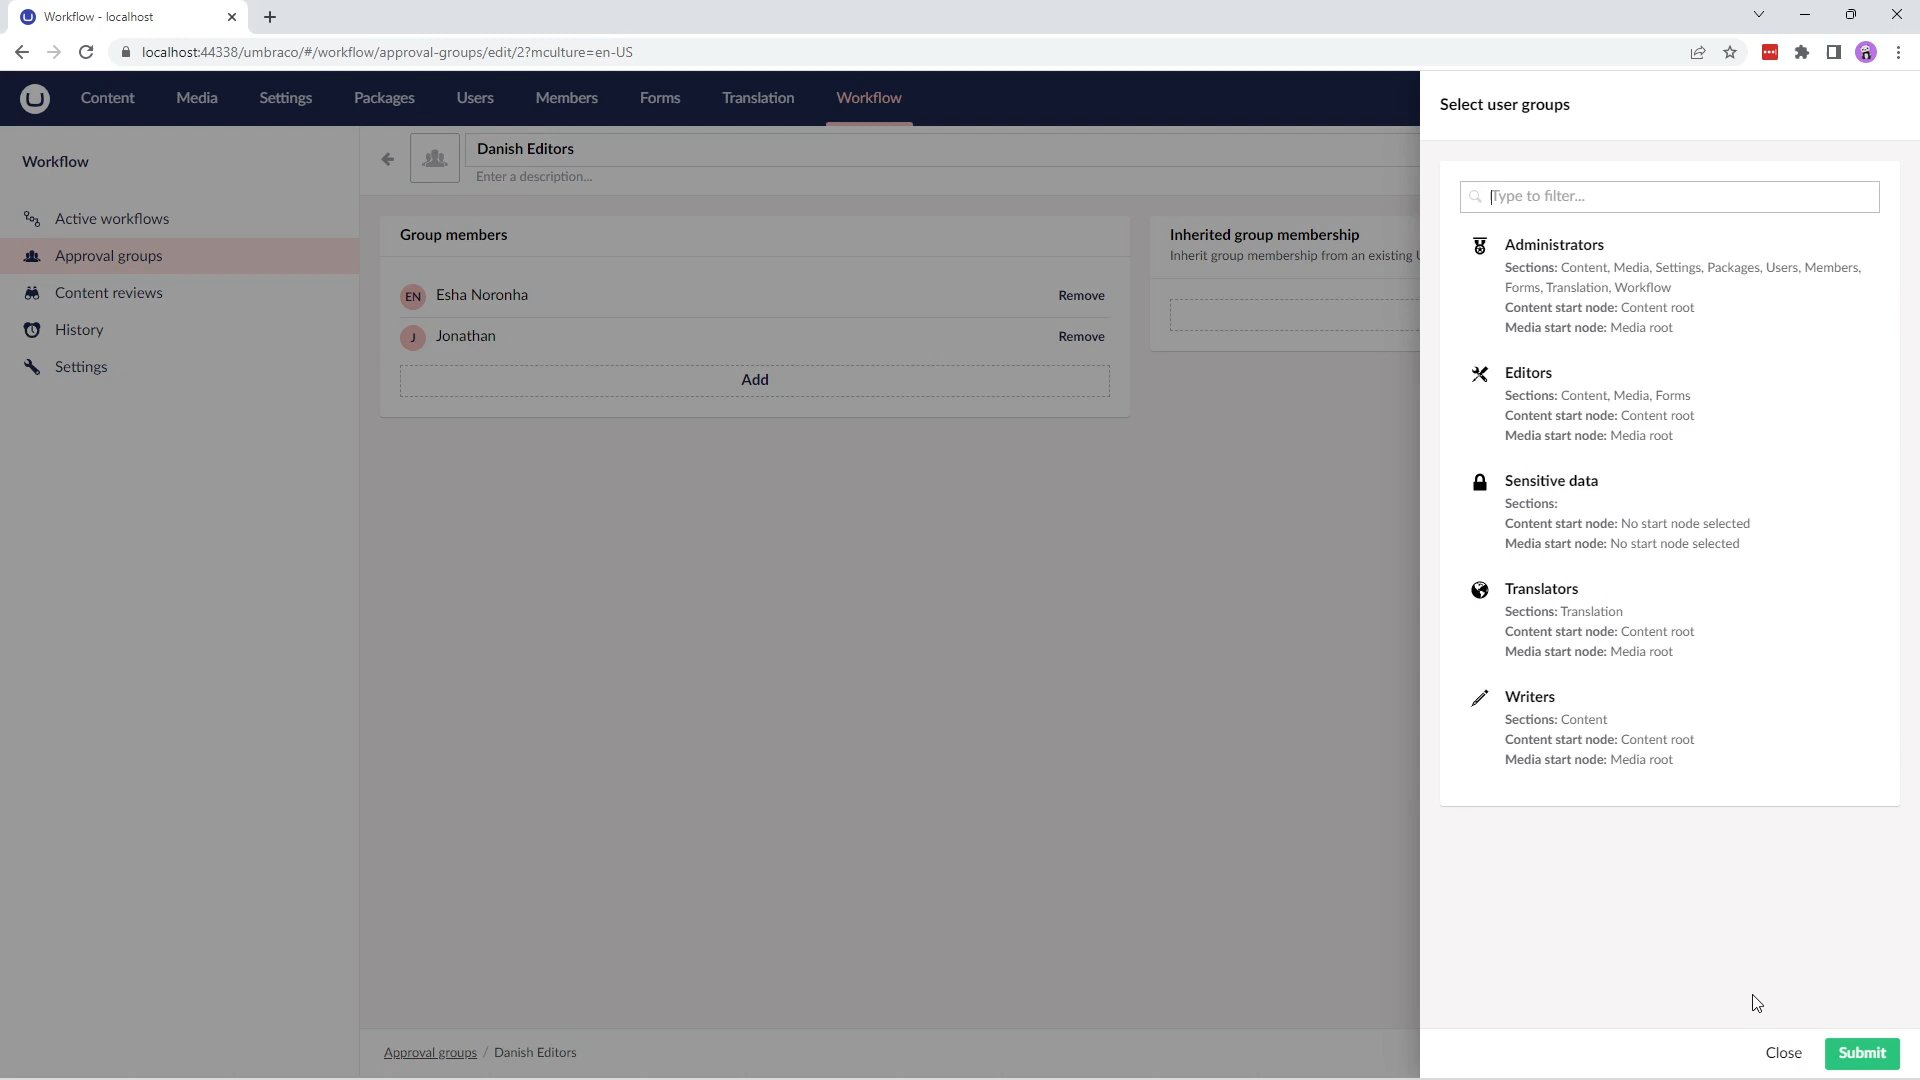 Workflow - localhost
localhost:44338/umbraco/#/workflow/approval-groups/edit/2?mculture=en-US
Content Media Settings Packages Users Members Forms Translation Workflow
Workflow
Active workflows
Approval groups
Content reviews
History
Settings
Danish Editors
Enter a description...
Group members
EN Esha Noronha Remove
J Jonathan Remove
Add
Inherited group membership
Inherit group membership from an existing
Approval groups / Danish Editors
Select user groups
Type to filter...
Administrators
Sections: Content, Media, Settings, Packages, Users, Members,
Forms, Translation, Workflow
Content start node: Content root
Media start node: Media root
Editors
Sections: Content, Media, Forms
Content start node: Content root
Media start node: Media root
Sensitive data
Sections:
Content start node: No start node selected
Media start node: No start node selected
Translators
Sections: Translation
Content start node: Content root
Media start node: Media root
Writers
Sections: Content
Content start node: Content root
Media start node: Media root
Close Submit